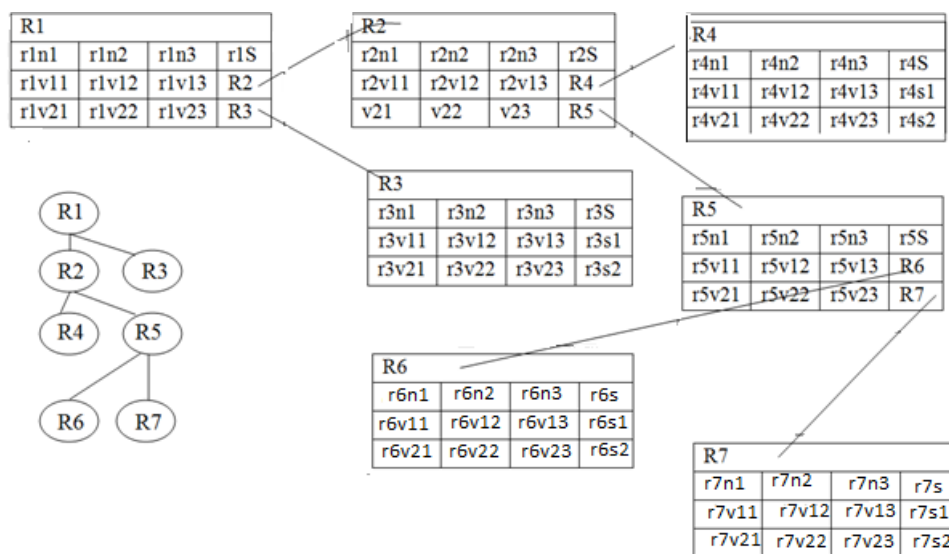 R1
r1n1 r1n2 r1n3 r1S
r1v11 r1v12 r1v13 R2
r1v21 r1v22 r1v23 R3
R2
r2n1 r2n2 r2n3 r2S
r2v11 r2v12 r2v13 R4
v21 v22 v23 R5
R4
r4n1 r4n2 r4n3 r4S
r4v11 r4v12 r4v13 r4s1
r4v21 r4v22 r4v23 r4s2
R3
r3n1 r3n2 r3n3 r3S
r3v11 r3v12 r3v13 r3s1
r3v21 r3v22 r3v23 r3s2
R5
r5n1 r5n2 r5n3 r5S
r5v11 r5v12 r5v13 R6
r5v21 r5v22 r5v23 R7
R1
R2 R3
R4 R5
R6 R7
R6
r6n1 r6n2 r6n3 r6s
r6v11 r6v12 r6v13 r6s1
r6v21 r6v22 r6v23 r6s2
R7
r7n1 r7n2 r7n3 r7s
r7v11 r7v12 r7v13 r7s1
r7v21 r7v22 r7v23 r7s2